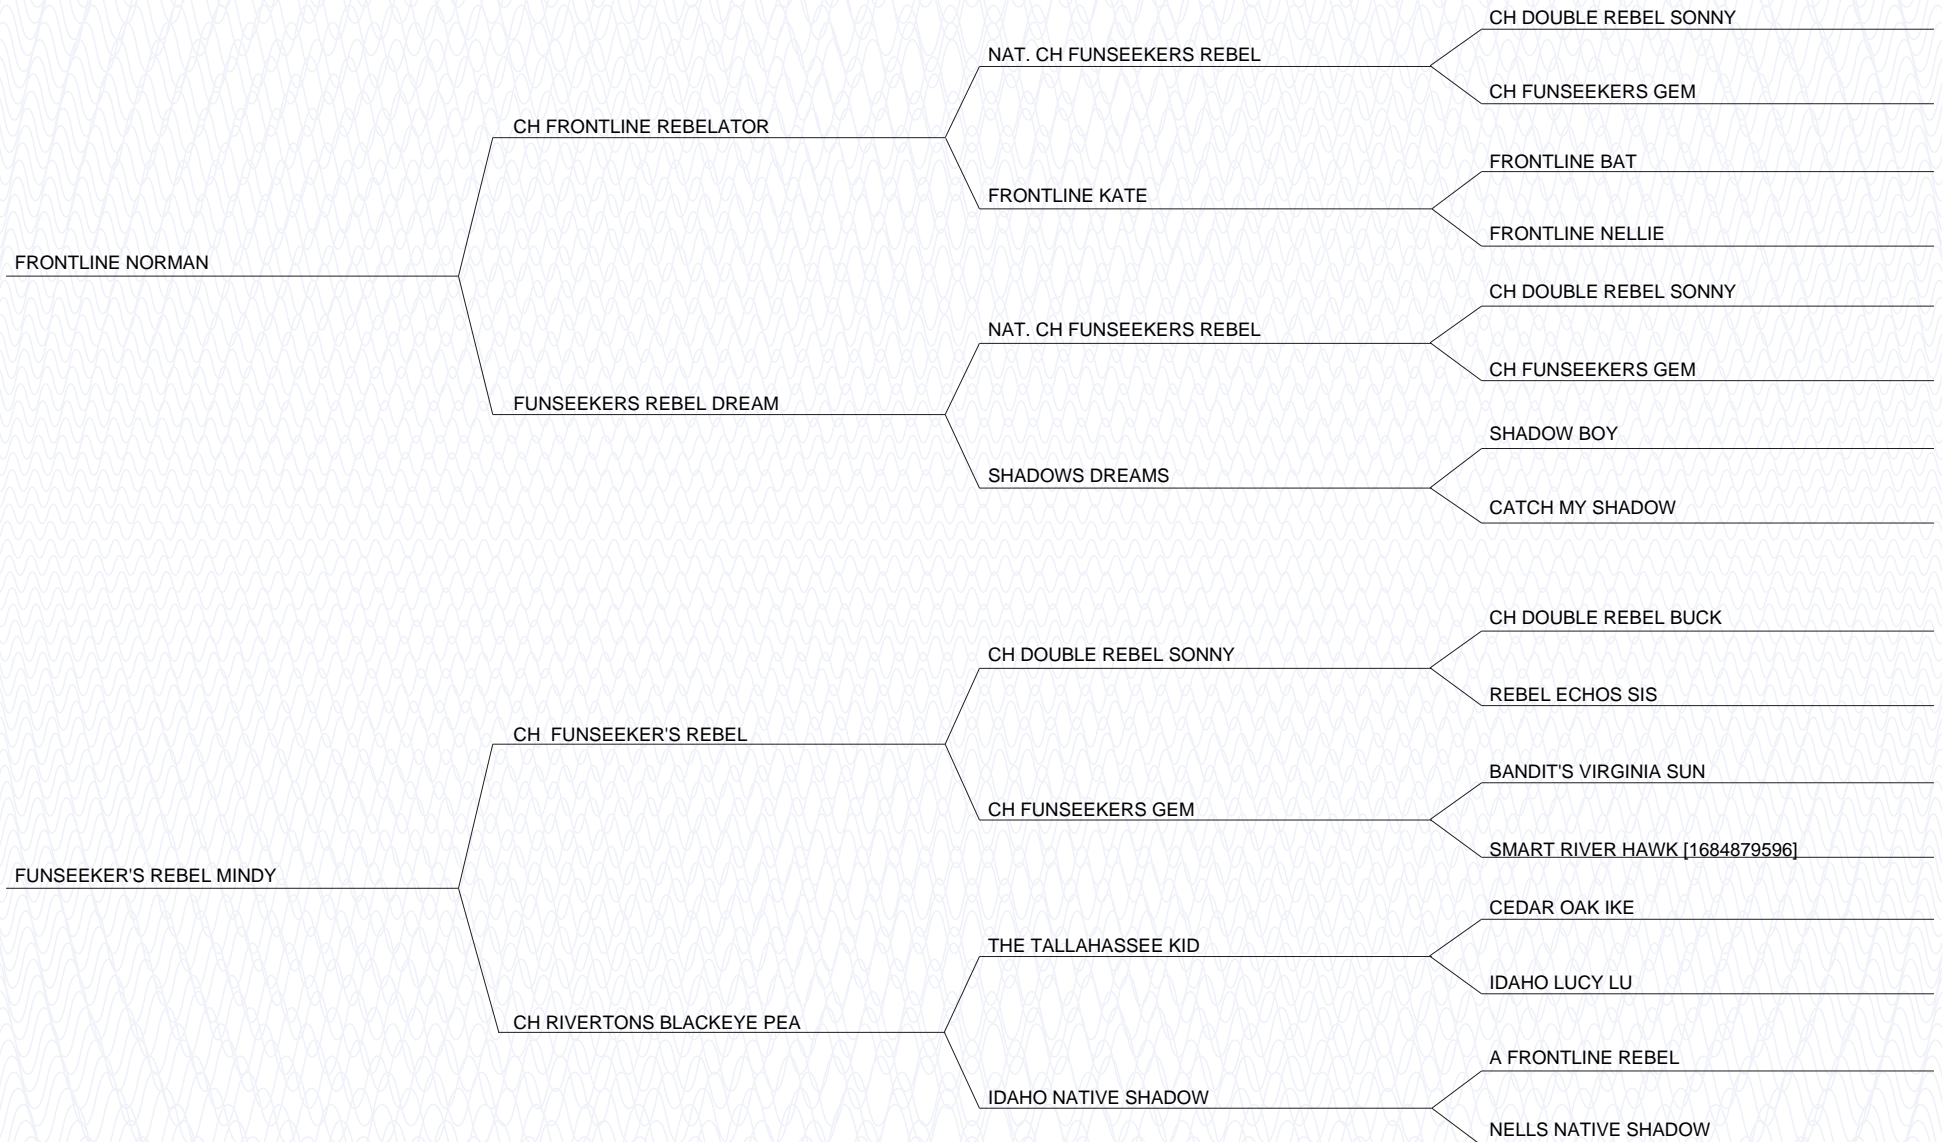 CH DOUBLE REBEL SONNY
NAT. CH FUNSEEKERS REBEL
CH FUNSEEKERS GEM
CH FRONTLINE REBELATOR
FRONTLINE BAT
FRONTLINE KATE
FRONTLINE NELLIE
FRONTLINE NORMAN
CH DOUBLE REBEL SONNY
NAT. CH FUNSEEKERS REBEL
CH FUNSEEKERS GEM
FUNSEEKERS REBEL DREAM
SHADOW BOY
SHADOWS DREAMS
CATCH MY SHADOW
CH DOUBLE REBEL BUCK
CH DOUBLE REBEL SONNY
REBEL ECHOS SIS
CH  FUNSEEKER'S REBEL
BANDIT'S VIRGINIA SUN
CH FUNSEEKERS GEM
SMART RIVER HAWK [1684879596]
FUNSEEKER'S REBEL MINDY
CEDAR OAK IKE
THE TALLAHASSEE KID
IDAHO LUCY LU
CH RIVERTONS BLACKEYE PEA
A FRONTLINE REBEL
IDAHO NATIVE SHADOW
NELLS NATIVE SHADOW